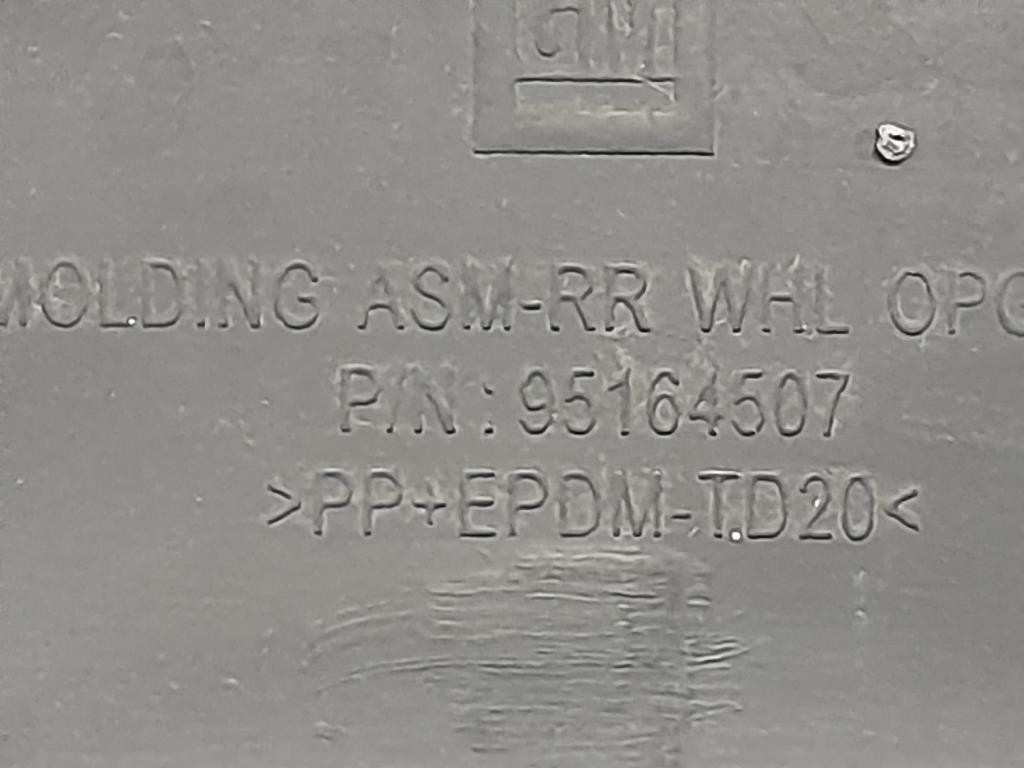 GM
MOLDING ASM-RR WHL OPG
P/N : 95164507
>PP+EPDM-TD20<